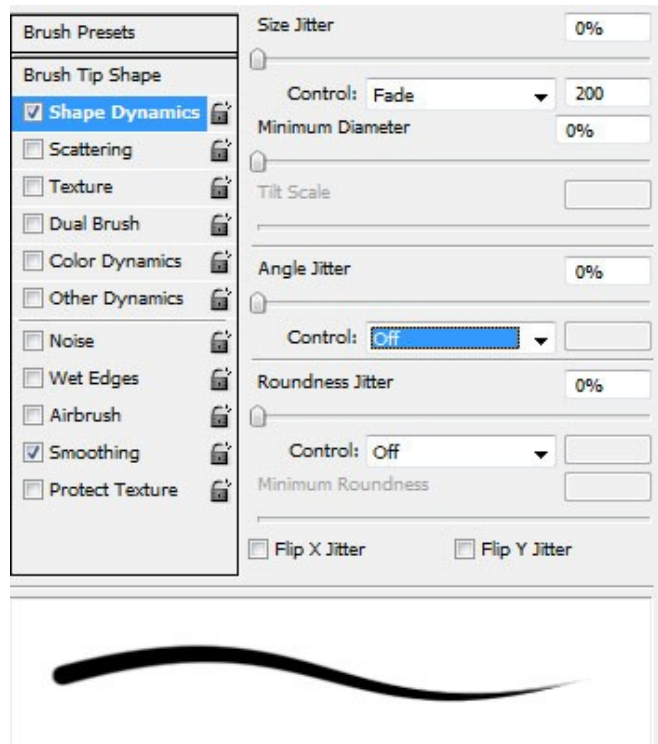 Brush Presets
Brush Tip Shape
Shape Dynamics
Scattering
Texture
Dual Brush
Color Dynamics
Other Dynamics
Noise
Wet Edges
Airbrush
Smoothing
Protect Texture
Size Jitter 0%
Control: Fade 200
Minimum Diameter 0%
Tilt Scale
Angle Jitter 0%
Control: Off
Roundness Jitter 0%
Control: Off
Minimum Roundness
Flip X Jitter Flip Y Jitter